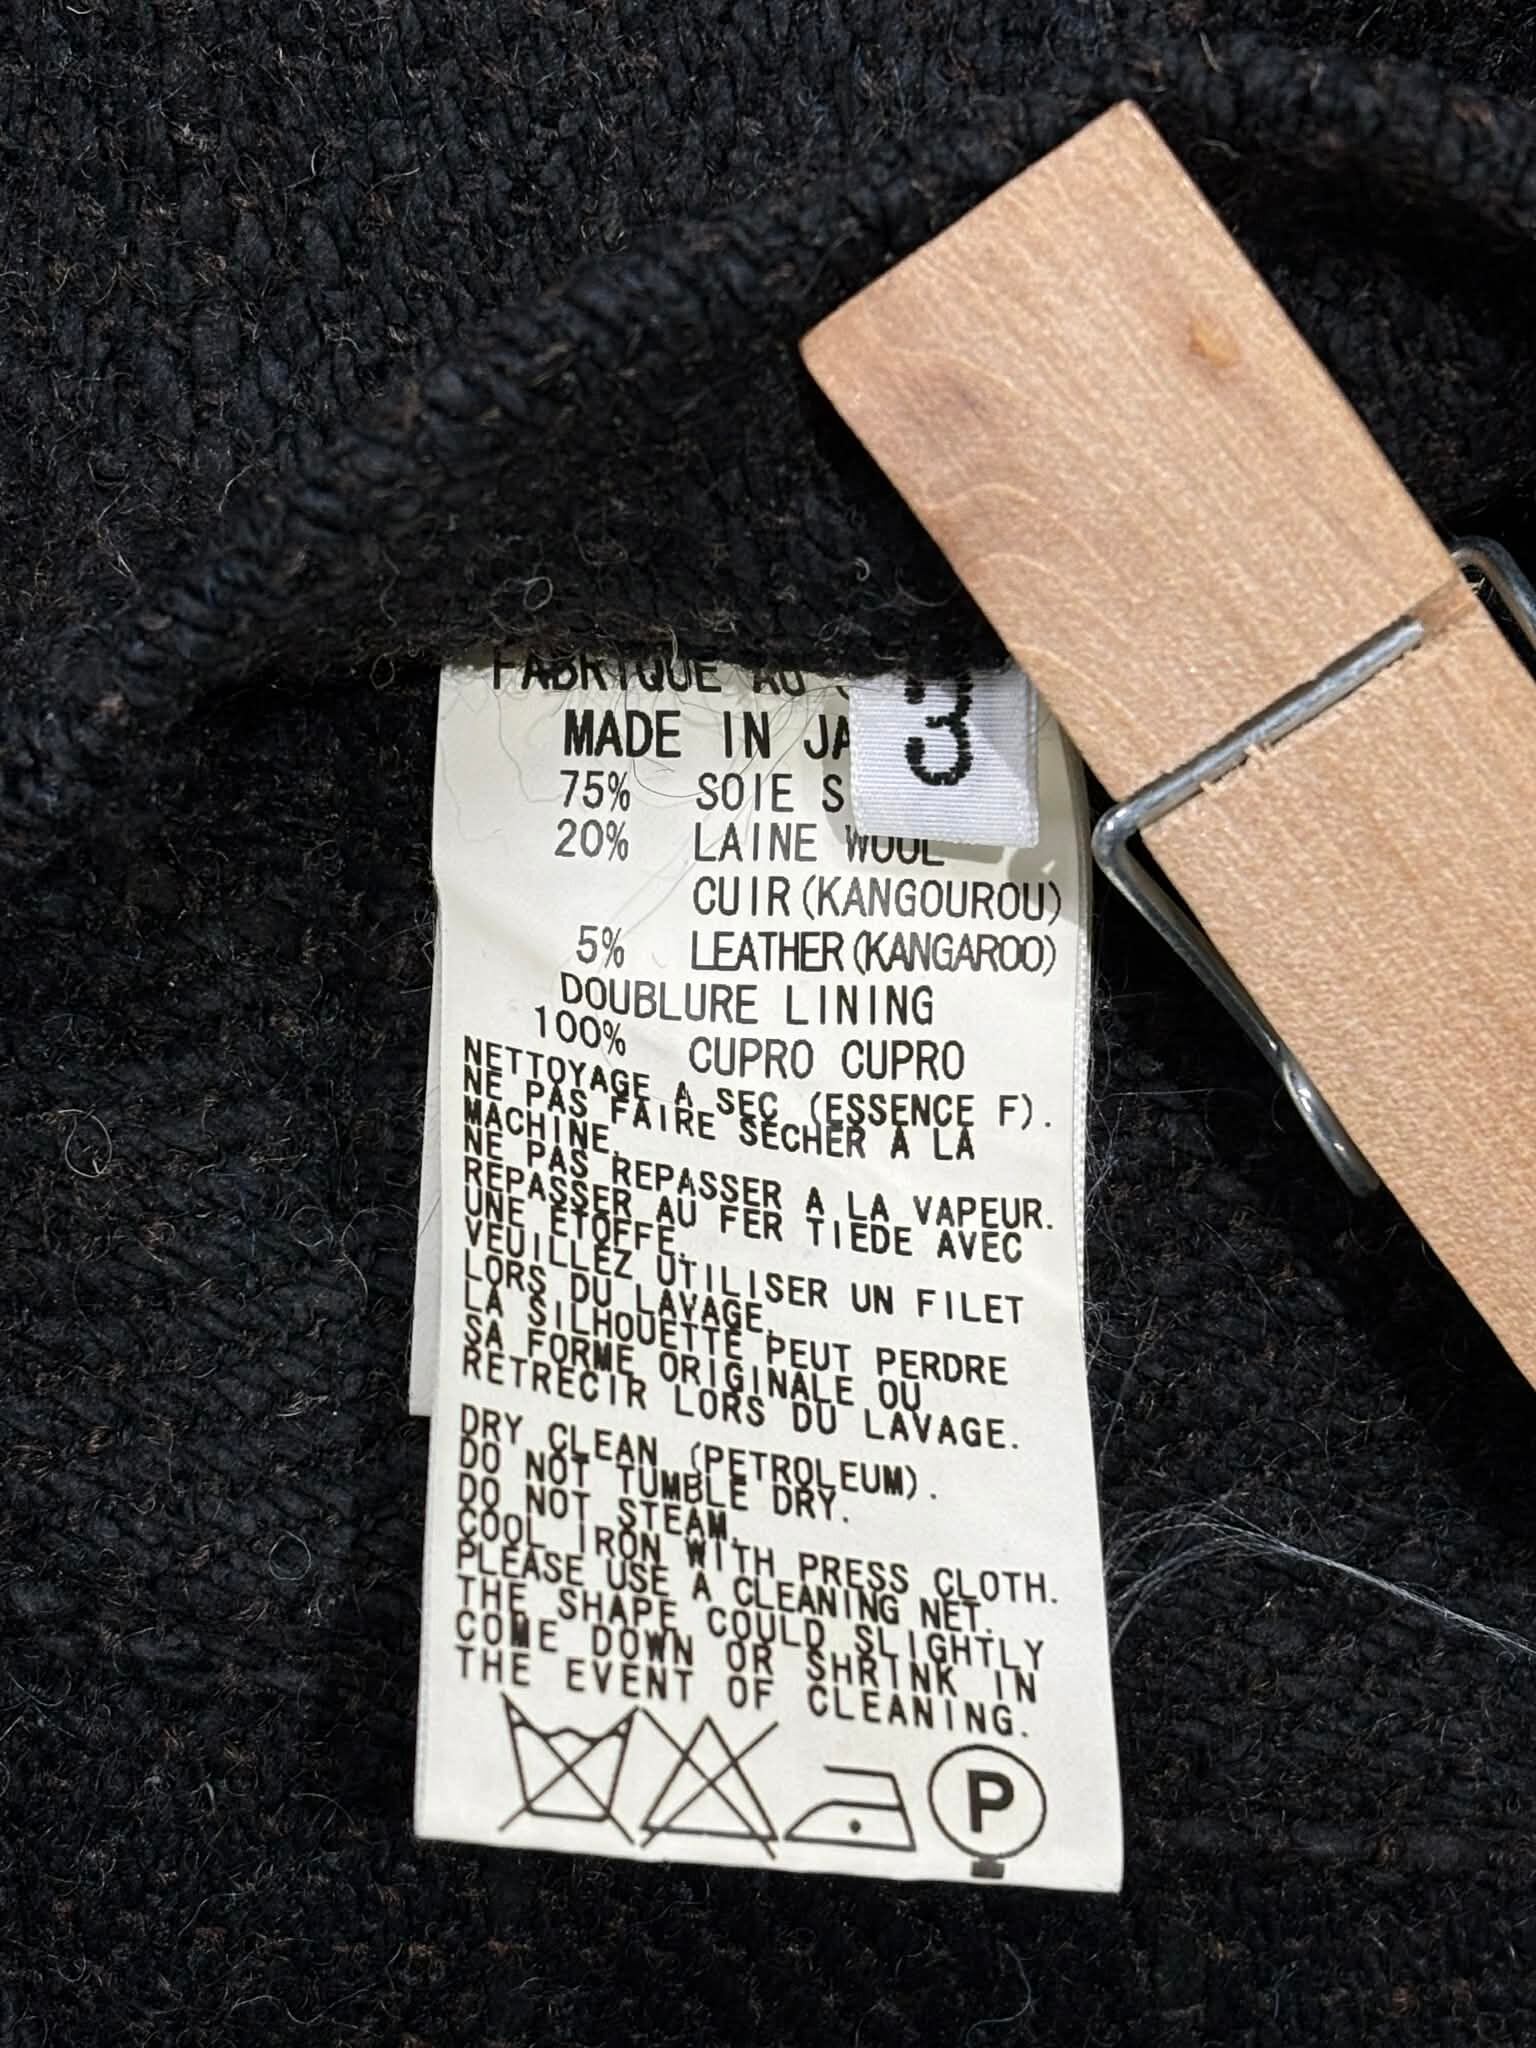 FABRIQUE AU
MADE IN
3
75% SOIE
20% LAINE WOOL
CUIR (KANGOUROU)
5% LEATHER (KANGAROO)
DOUBLURE LINING
100% CUPRO CUPRO
NETTOYAGE A SEC (ESSENCE F).
NE PAS FAIRE SECHER A LA
MACHINE.
NE PAS REPASSER A LA VAPEUR.
REPASSER AU FER TIEDE AVEC
UNE ETOFFE.
VEUILLEZ UTILISER UN FILET
LORS DU LAVAGE.
LA SILHOUETTE PEUT PERDRE
SA FORME ORIGINALE OU
RETRECIR LORS DU LAVAGE.
DRY CLEAN (PETROLEUM).
DO NOT TUMBLE DRY.
DO NOT STEAM.
COOL IRON WITH PRESS CLOTH.
PLEASE USE A CLEANING NET.
THE SHAPE COULD SLIGHTLY
COME DOWN OR SHRINK IN
THE EVENT OF CLEANING.
P